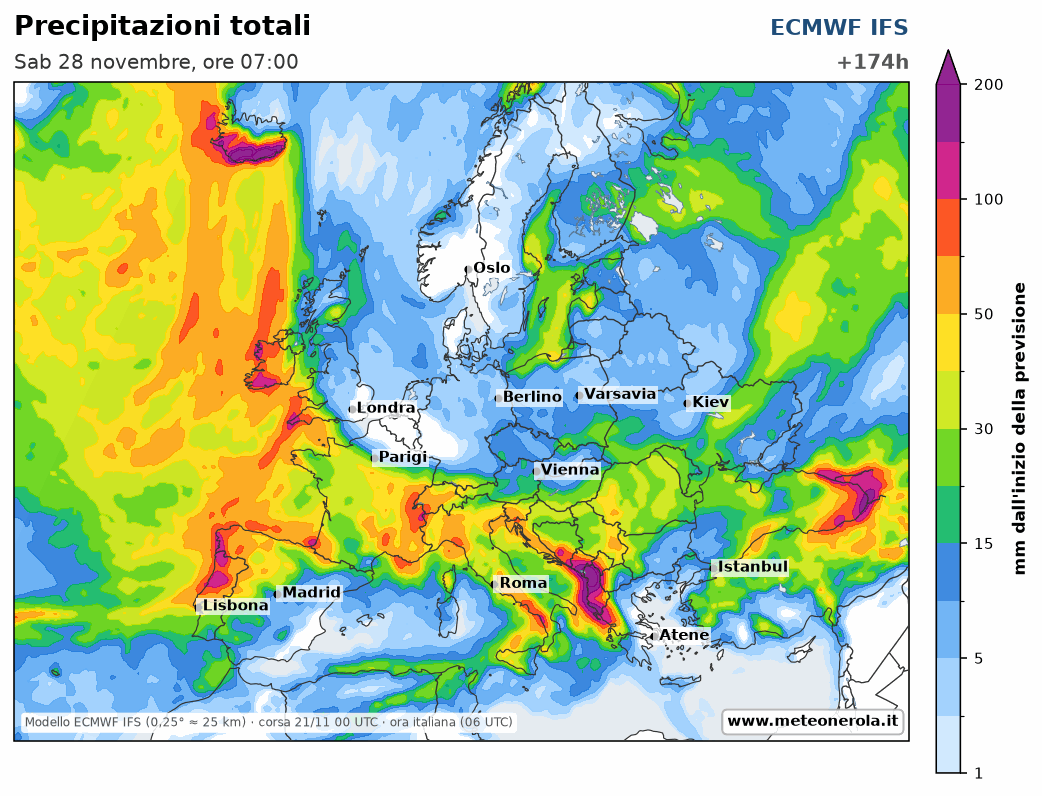 Precipitazioni totali
ECMWF IFS
Sab 28 novembre, ore 07:00
+174h
200
100
50
30
15
5
1
mm dall'inizio della previsione
Oslo
Londra
Berlino
Varsavia
Kiev
Parigi
Vienna
Istanbul
Roma
Madrid
Lisbona
Atene
Modello ECMWF IFS (0,25° ≈ 25 km) · corsa 21/11 00 UTC · ora italiana (06 UTC)
www.meteonerola.it